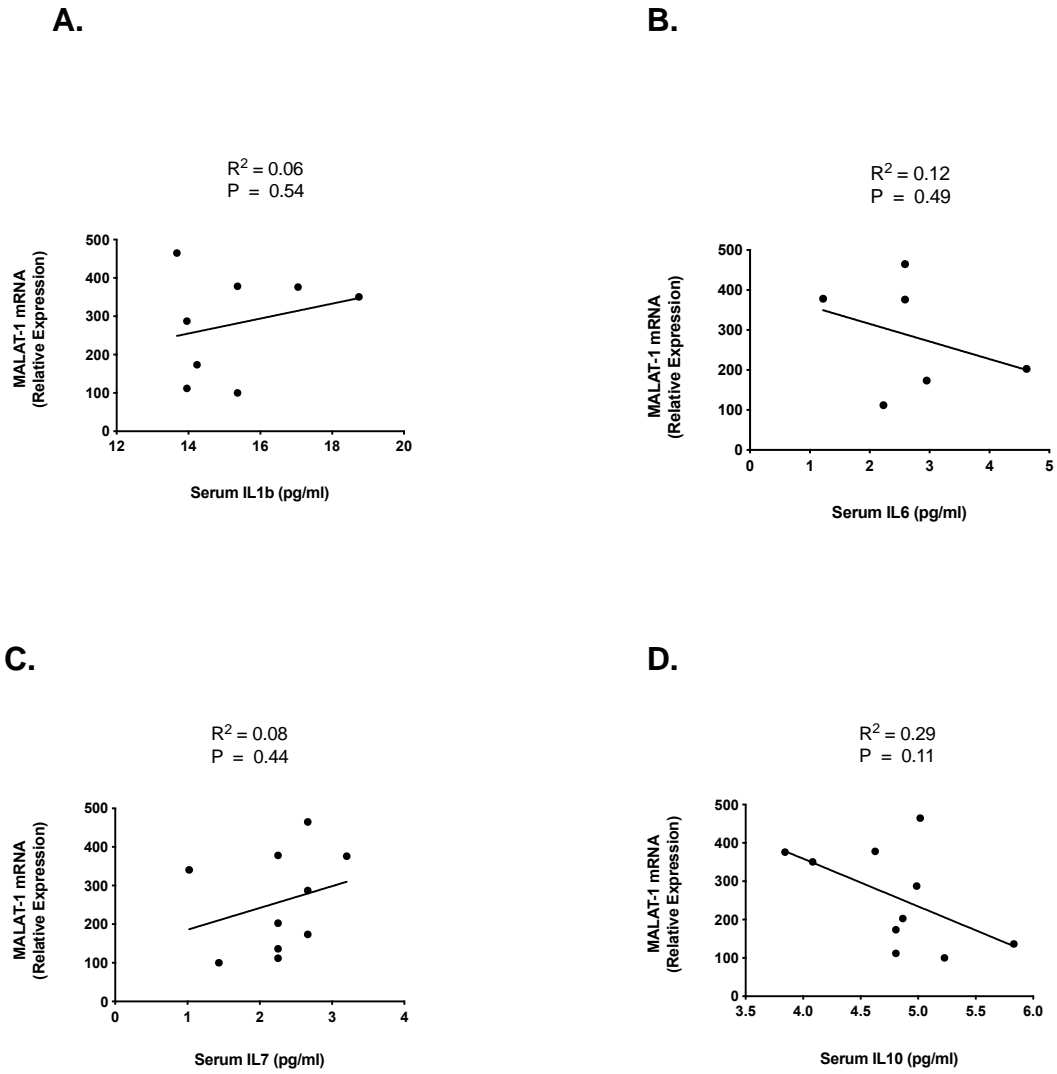 A.
R2 = 0.06
P = 0.54
MALAT-1 mRNA
(Relative Expression)
500
400
300
200
100
0
12 14 16 18 20
Serum IL1b (pg/ml)
B.
R2 = 0.12
P = 0.49
MALAT-1 mRNA
(Relative Expression)
500
400
300
200
100
0
0 1 2 3 4 5
Serum IL6 (pg/ml)
C.
R2 = 0.08
P = 0.44
MALAT-1 mRNA
(Relative Expression)
500
400
300
200
100
0
0 1 2 3 4
Serum IL7 (pg/ml)
D.
R2 = 0.29
P = 0.11
MALAT-1 mRNA
(Relative Expression)
500
400
300
200
100
0
3.5 4.0 4.5 5.0 5.5 6.0
Serum IL10 (pg/ml)